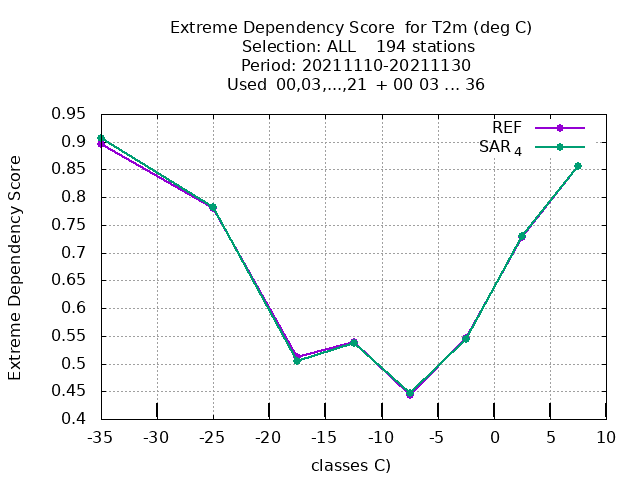 Extreme Dependency Score  for T2m (deg C)
Selection: ALL    194 stations
Period: 20211110-20211130
Used  00,03,...,21  + 00 03 ... 36
REF
SAR 4
Extreme Dependency Score
0.95
0.9
0.85
0.8
0.75
0.7
0.65
0.6
0.55
0.5
0.45
0.4
-35 -30 -25 -20 -15 -10 -5 0 5 10
classes C)